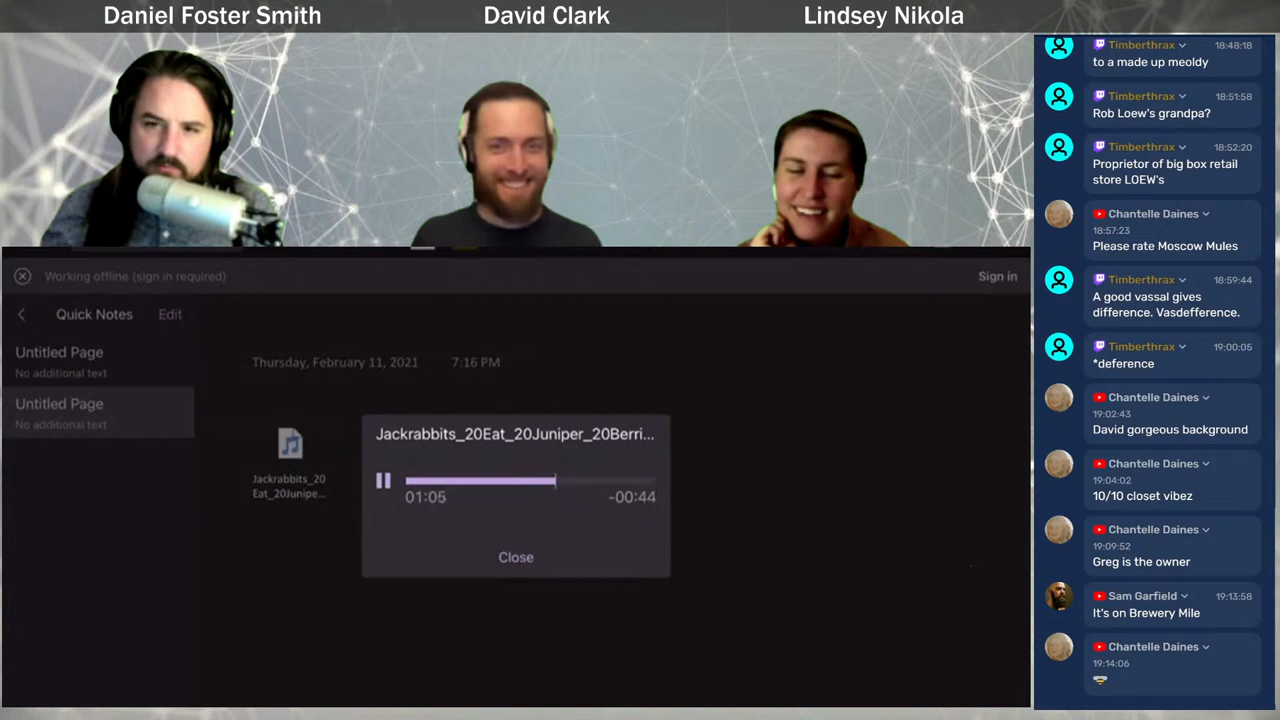 Daniel Foster Smith
David Clark
Lindsey Nikola
Working offline (sign in required)
Sign in
Quick Notes
Edit
Untitled Page
No additional text
Untitled Page
No additional text
Thursday, February 11, 2021
7:16 PM
Jackrabbits_20
Eat_20Junipe...
Jackrabbits_20Eat_20Juniper_20Berri...
01:05
-00:44
Close
Timberthrax
18:48:18
to a made up meoldy
Timberthrax
18:51:58
Rob Loew's grandpa?
Timberthrax
18:52:20
Proprietor of big box retail
store LOEW's
Chantelle Daines
18:57:23
Please rate Moscow Mules
Timberthrax
18:59:44
A good vassal gives
difference. Vasdefference.
Timberthrax
19:00:05
*deference
Chantelle Daines
19:02:43
David gorgeous background
Chantelle Daines
19:04:02
10/10 closet vibez
Chantelle Daines
19:09:52
Greg is the owner
Sam Garfield
19:13:58
It's on Brewery Mile
Chantelle Daines
19:14:06